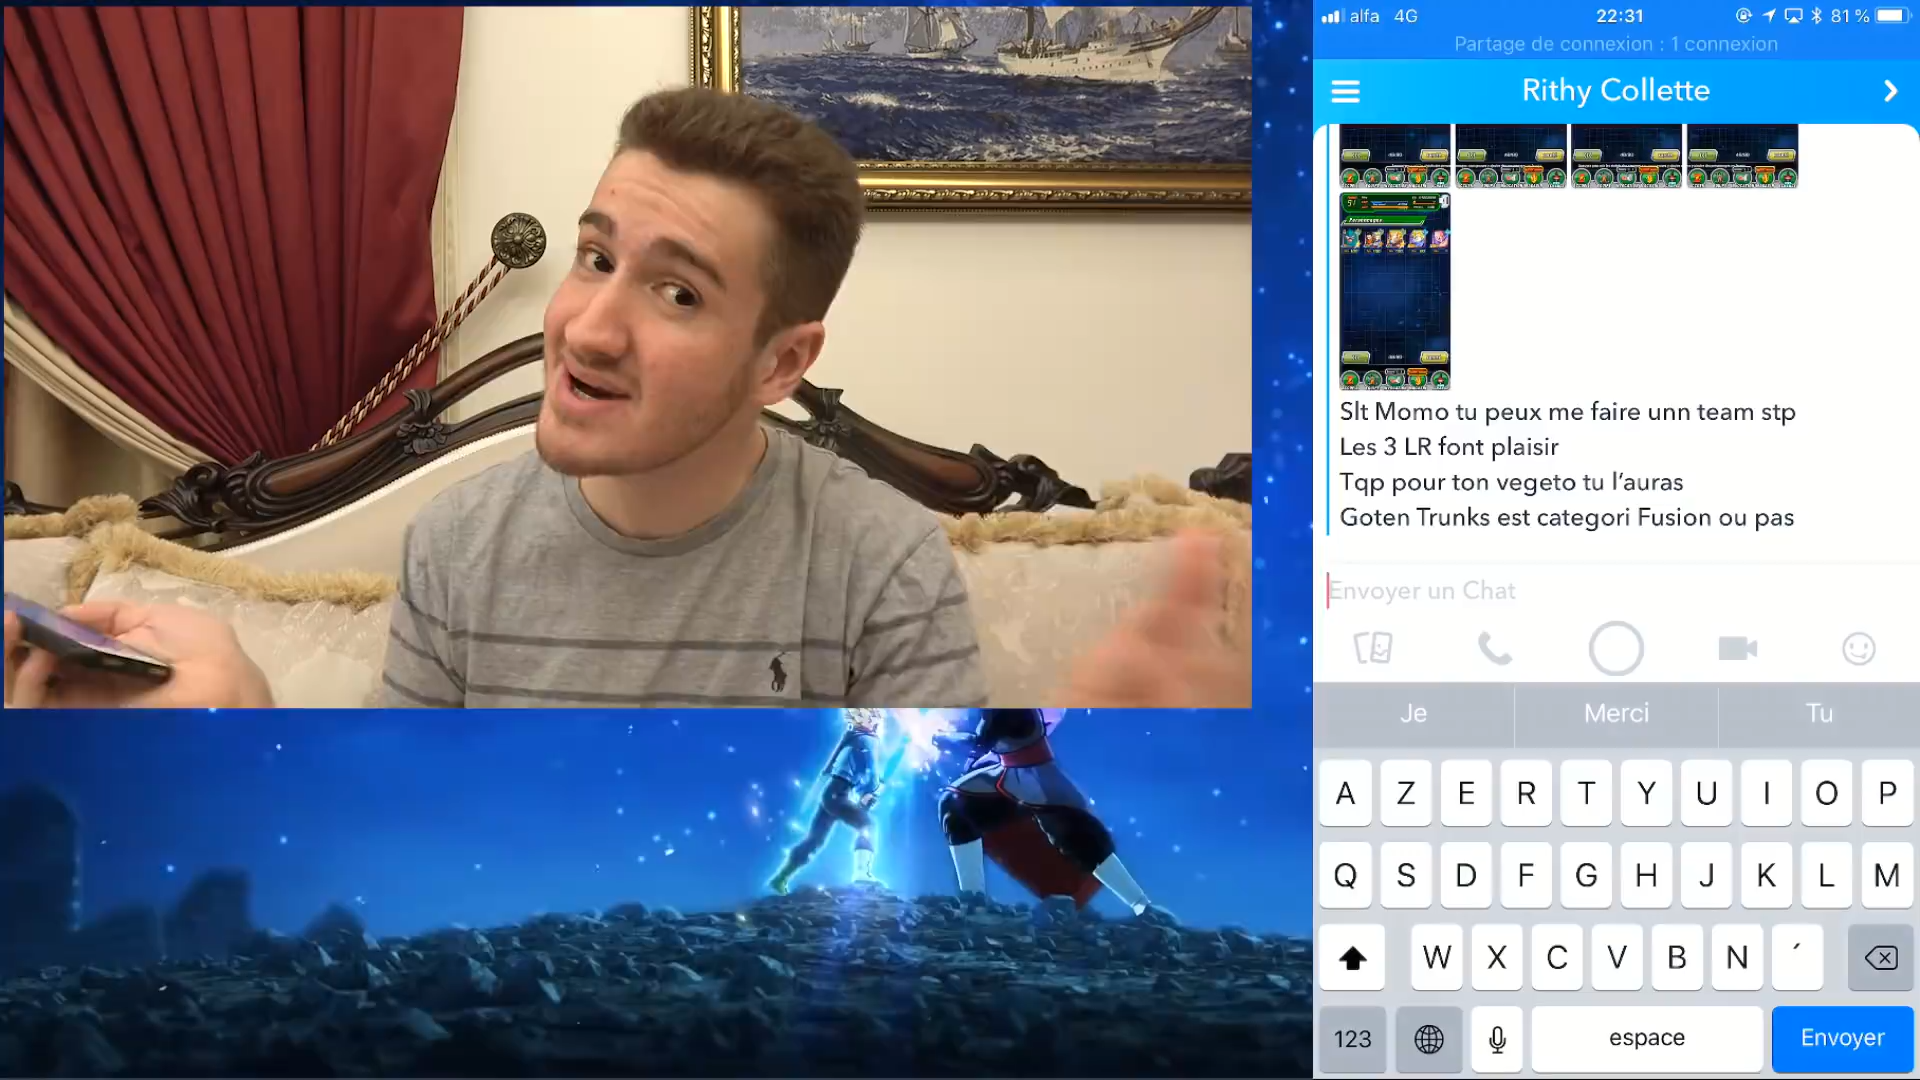 alfa 4G 22:31 81 %
Partage de connexion : 1 connexion
Rithy Collette
Slt Momo tu peux me faire unn team stp
Les 3 LR font plaisir
Tqp pour ton vegeto tu l’auras
Goten Trunks est categori Fusion ou pas
Envoyer un Chat
Je Merci Tu
A Z E R T Y U I O P
Q S D F G H J K L M
W X C V B N ´
123 espace Envoyer